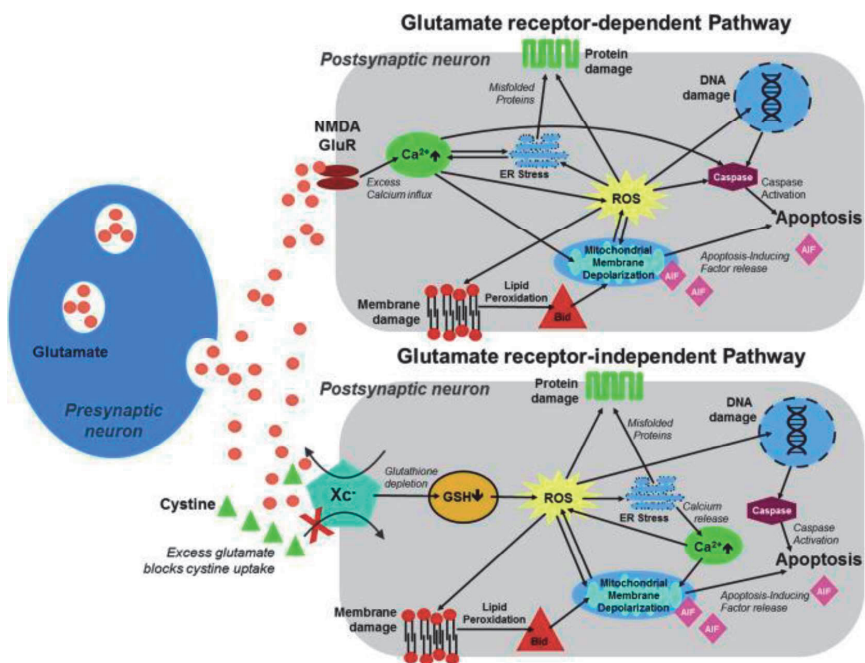 Glutamate receptor-dependent Pathway
Postsynaptic neuron
Protein
damage
DNA
damage
Misfolded
Proteins
NMDA
GluR
Ca2+
ER Stress
Excess
Calcium influx
ROS
Caspase
Caspase
Activation
Apoptosis
Mitochondrial
Membrane
Depolarization
Apoptosis-Inducing
Factor release
AIF
AIF
AIF
Membrane
damage
Lipid
Peroxidation
Bid
Glutamate
Presynaptic
neuron
Glutamate receptor-independent Pathway
Postsynaptic neuron
Protein
damage
DNA
damage
Misfolded
Proteins
Cystine
Xc-
Glutathione
depletion
GSH
ROS
ER Stress
Calcium
release
Ca2+
Caspase
Caspase
Activation
Apoptosis
Excess glutamate
blocks cystine uptake
Mitochondrial
Membrane
Depolarization
Apoptosis-Inducing
Factor release
AIF
AIF
AIF
Membrane
damage
Lipid
Peroxidation
Bid